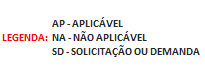 AP - APLICÁVEL
LEGENDA: NA - NÃO APLICÁVEL
SD - SOLICITAÇÃO OU DEMANDA